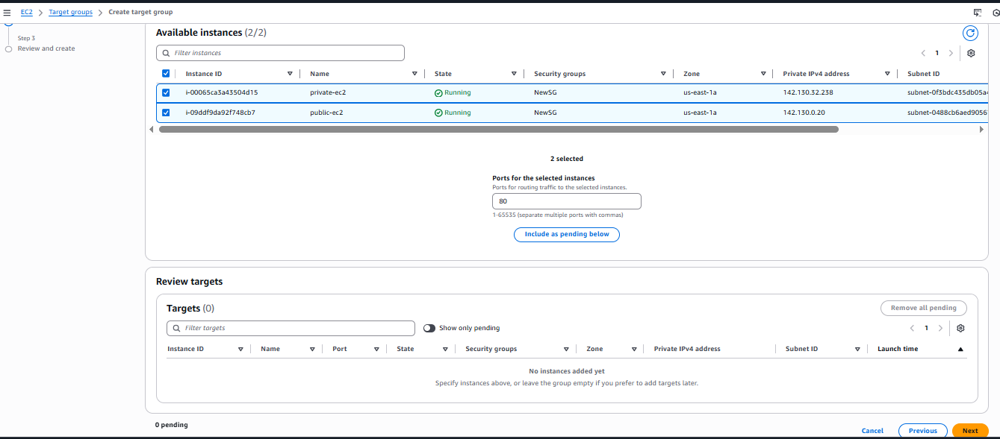 EC2 > Target groups > Create target group
Step 3
Review and create
Available instances (2/2)
Filter instances
1
Instance ID Name State Security groups Zone Private IPv4 address Subnet ID
i-00065ca3a43504d15 private-ec2 Running NewSG us-east-1a 142.130.32.238 subnet-0f3bdc435db05a4
i-09ddf9da92f748cb7 public-ec2 Running NewSG us-east-1a 142.130.0.20 subnet-0488cb6aed9056
2 selected
Ports for the selected instances
Ports for routing traffic to the selected instances.
80
1-65535 (separate multiple ports with commas)
Include as pending below
Review targets
Targets (0)
Remove all pending
Filter targets
Show only pending
1
Instance ID Name Port State Security groups Zone Private IPv4 address Subnet ID Launch time
No instances added yet
Specify instances above, or leave the group empty if you prefer to add targets later.
0 pending
Cancel Previous Next